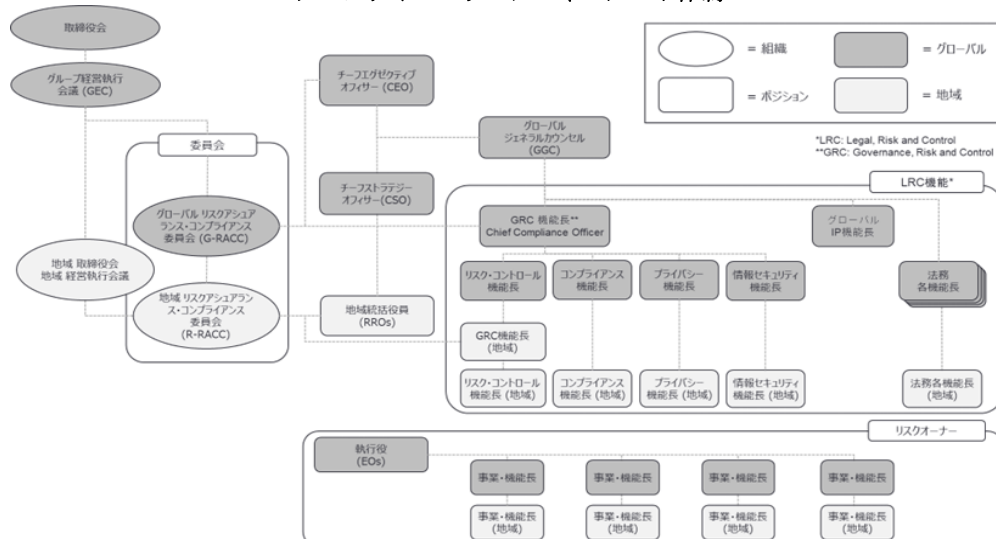 取締役会
グループ経営執行
会議 (GEC)
委員会
グローバル リスクアシュア
ランス・コンプライアンス
委員会 (G-RACC)
地域 取締役会
地域 経営執行会議
地域 リスクアシュアラン
ス・コンプライアンス
委員会
(R-RACC)
チーフエグゼクティブ
オフィサー (CEO)
チーフストラテジー
オフィサー(CSO)
地域統括役員
(RROs)
グローバル
ジェネラルカウンセル
(GGC)
= 組織
= グローバル
= ポジション
= 地域
*LRC: Legal, Risk and Control
**GRC: Governance, Risk and Control
LRC機能*
GRC 機能長**
Chief Compliance Officer
グローバル
IP機能長
リスク・コントロール
機能長
コンプライアンス
機能長
プライバシー
機能長
情報セキュリティ
機能長
法務
各機能長
GRC機能長
(地域)
リスク・コントロール
機能長 (地域)
コンプライアンス
機能長 (地域)
プライバシー
機能長 (地域)
情報セキュリティ
機能長 (地域)
法務各機能長
(地域)
リスクオーナー
執行役
(EOs)
事業・機能長
事業・機能長
事業・機能長
事業・機能長
事業・機能長
(地域)
事業・機能長
(地域)
事業・機能長
(地域)
事業・機能長
(地域)